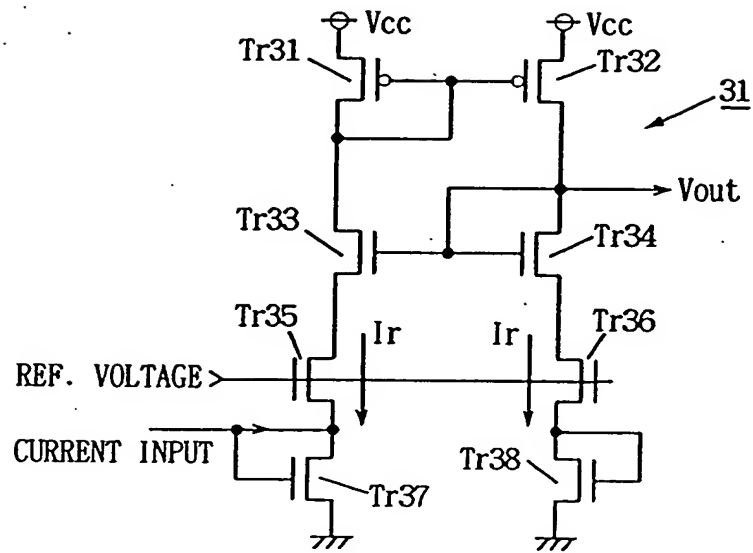 Vcc Vcc
Tr31 Tr32
31
Vout
Tr33 Tr34
Tr35 Ir Ir Tr36
REF. VOLTAGE
CURRENT INPUT
Tr37 Tr38